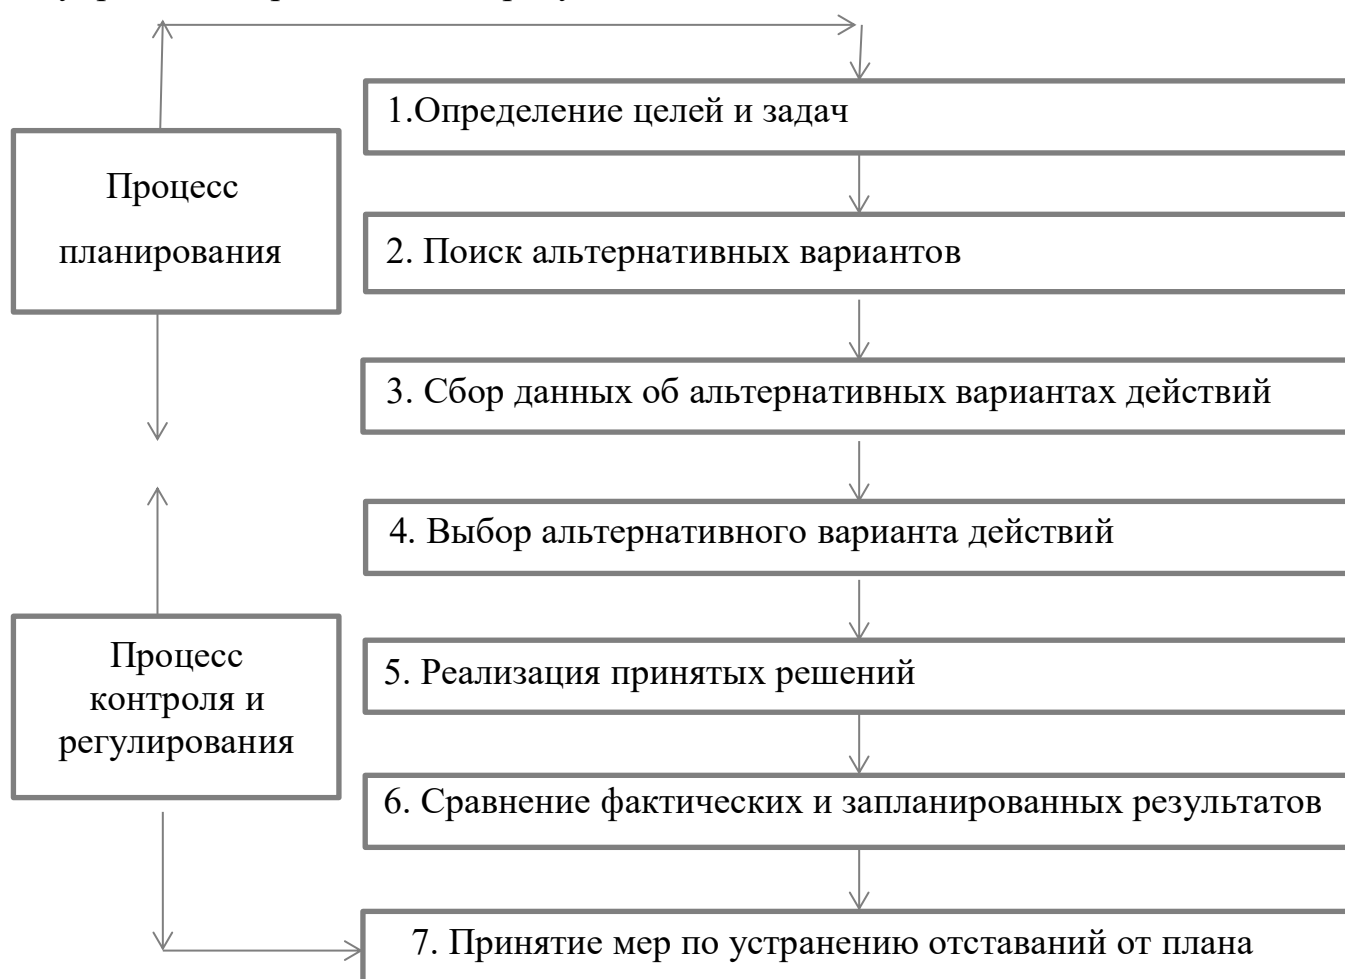 1.Определение целей и задач
Процесс
планирования
2. Поиск альтернативных вариантов
3. Сбор данных об альтернативных вариантах действий
4. Выбор альтернативного варианта действий
Процесс
контроля и
регулирования
5. Реализация принятых решений
6. Сравнение фактических и запланированных результатов
7. Принятие мер по устранению отставаний от плана